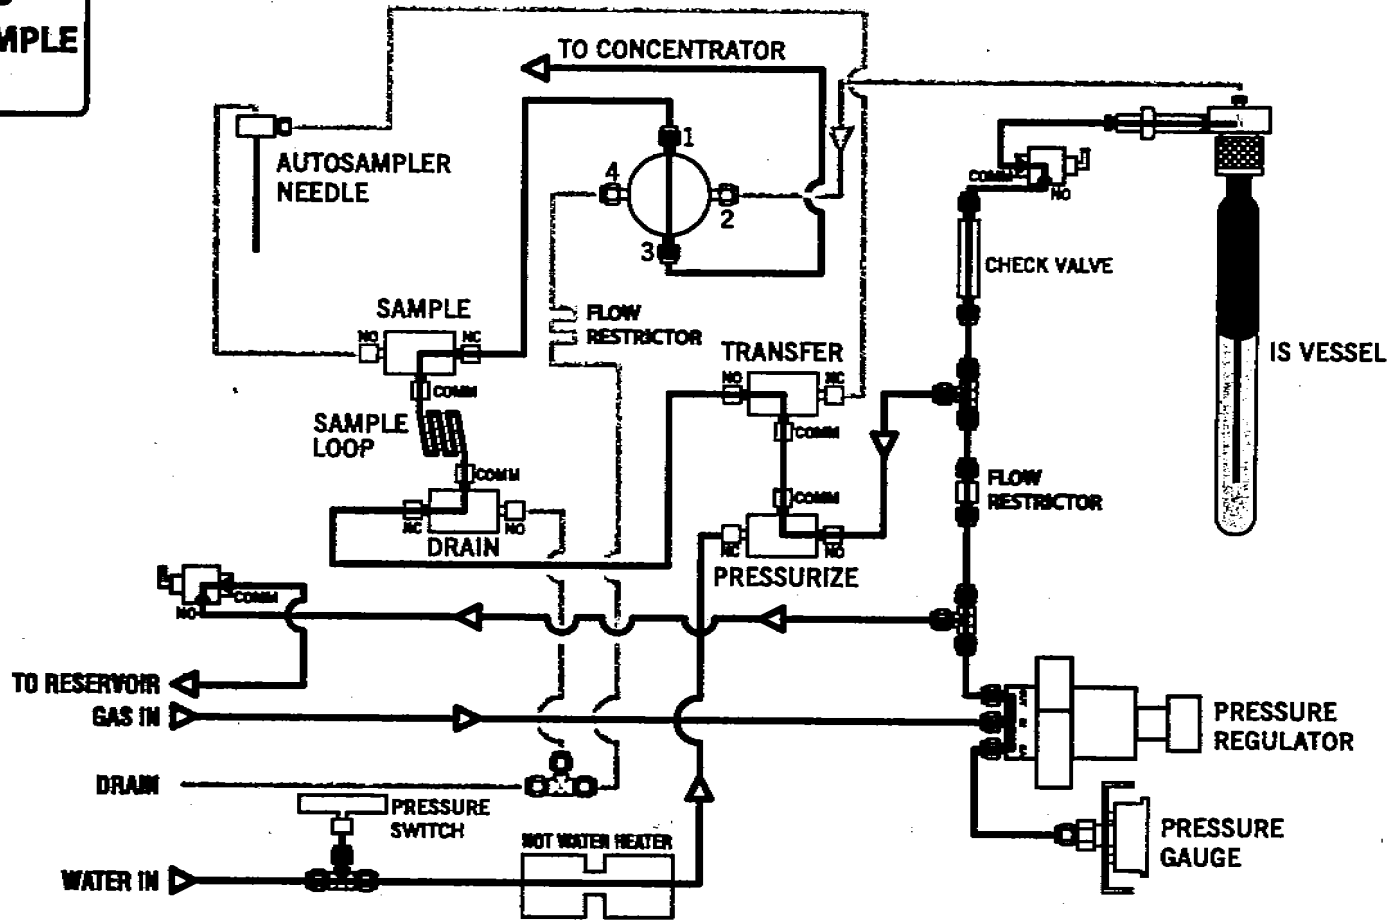 MPLE
TO CONCENTRATOR
1
AUTOSAMPLER
NEEDLE
4
2
3
COMM
NO
CHECK VALVE
SAMPLE
NO
NC
COMM
FLOW
RESTRICTOR
TRANSFER
NO
NC
COMM
IS VESSEL
SAMPLE
LOOP
COMM
NC
NO
DRAIN
COMM
NC
NO
PRESSURIZE
FLOW
RESTRICTOR
COMM
NO
TO RESERVOIR
GAS IN
OUT
IN
PRESSURE
REGULATOR
DRAIN
PRESSURE
SWITCH
HOT WATER HEATER
PRESSURE
GAUGE
WATER IN